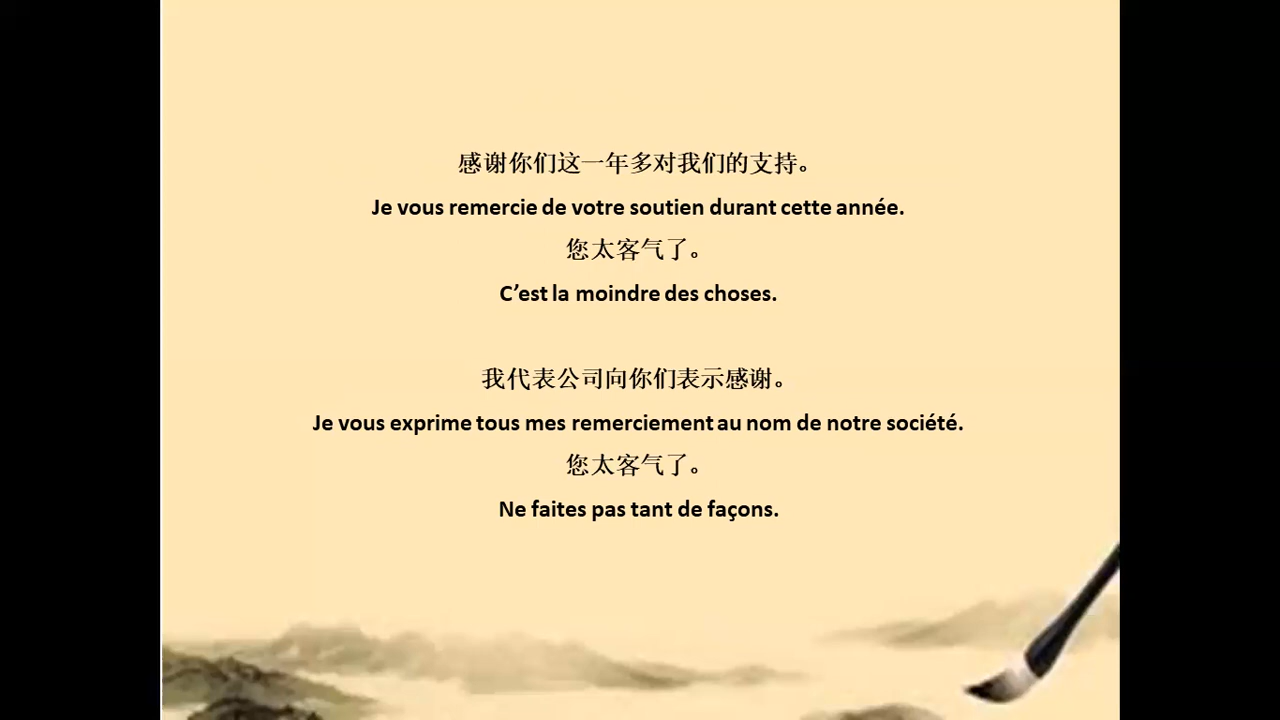 感谢你们这一年多对我们的支持。
Je vous remercie de votre soutien durant cette année.
您太客气了。
C’est la moindre des choses.
我代表公司向你们表示感谢。
Je vous exprime tous mes remerciement au nom de notre société.
您太客气了。
Ne faites pas tant de façons.